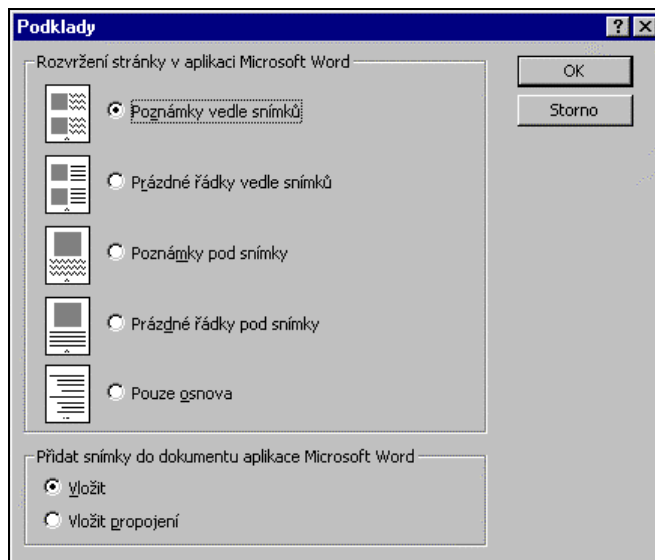 Podklady
Rozvržení stránky v aplikaci Microsoft Word
OK
Storno
Poznámky vedle snímků
Prázdné řádky vedle snímků
Poznámky pod snímky
Prázdné řádky pod snímky
Pouze osnova
Přidat snímky do dokumentu aplikace Microsoft Word
Vložit
Vložit propojení